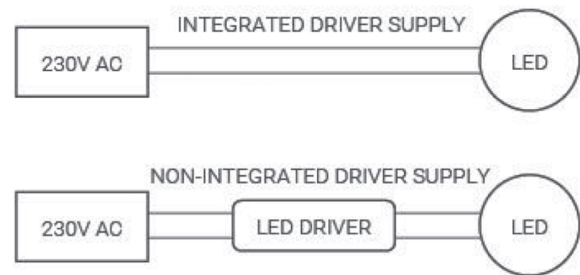 INTEGRATED DRIVER SUPPLY
230V AC
LED
NON-INTEGRATED DRIVER SUPPLY
230V AC
LED DRIVER
LED